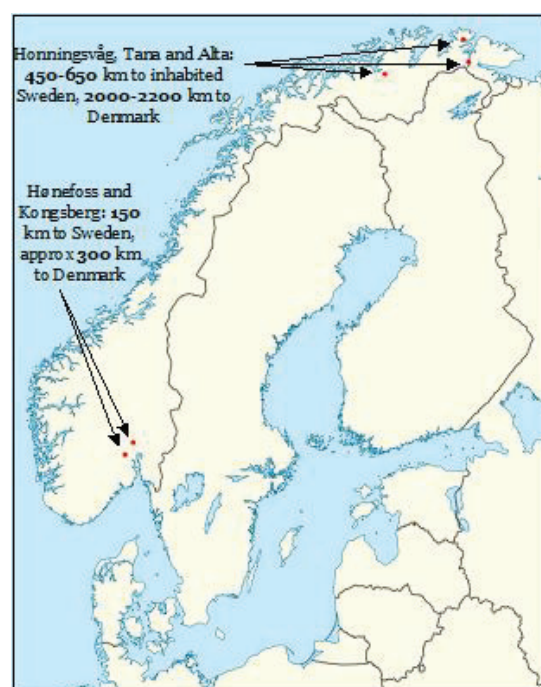 Honningsvåg, Tana and Alta:
450-650 km to inhabited
Sweden, 2000-2200 km to
Denmark
Hønefoss and
Kongsberg: 150
km to Sweden,
approx 300 km
to Denmark